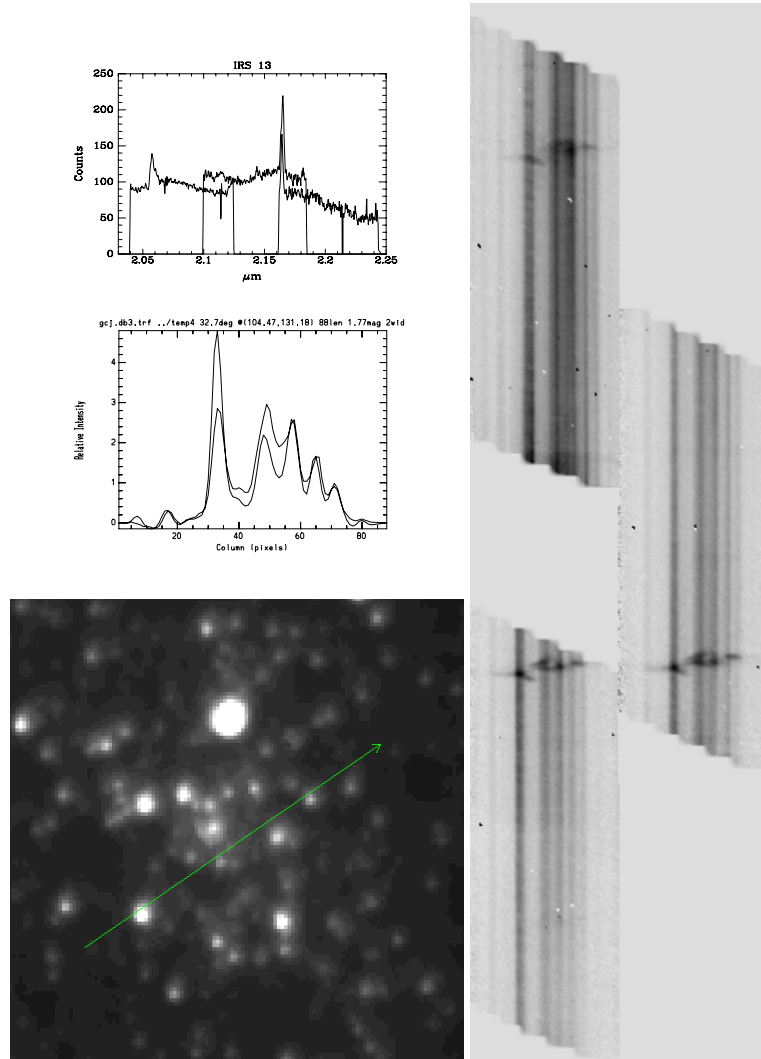 IRS 13
250
200
150
100
50
0
Counts
2.05 2.1 2.15 2.2 2.25
μm
gcj.db3.trf ../temp4 32.7deg @(104.47,131.18) 88len 1.77mag 2wid
4
3
2
1
0
Relative Intensity
20 40 60 80
Column (pixels)